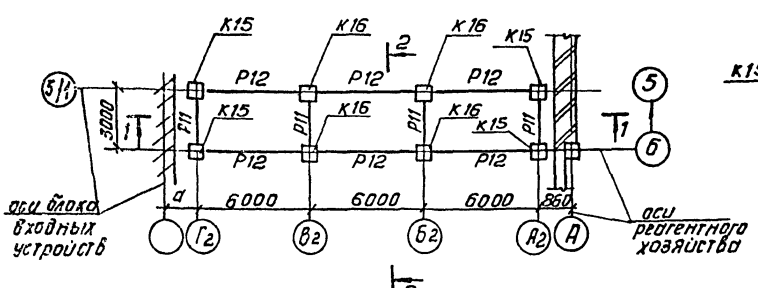 К15 К16 2 К16 К15
Р12 Р12 Р12 К15
5/1 5
3000 1 Р11 К15 Р11 К16 Р11 К16 К15 Р11 1
Р12 Р12 Р12 6
d 6000 6000 6000 860
оси блока
входных
устройств
оси
реагентного
хозяйства
Г2 В2 Б2 А2 А